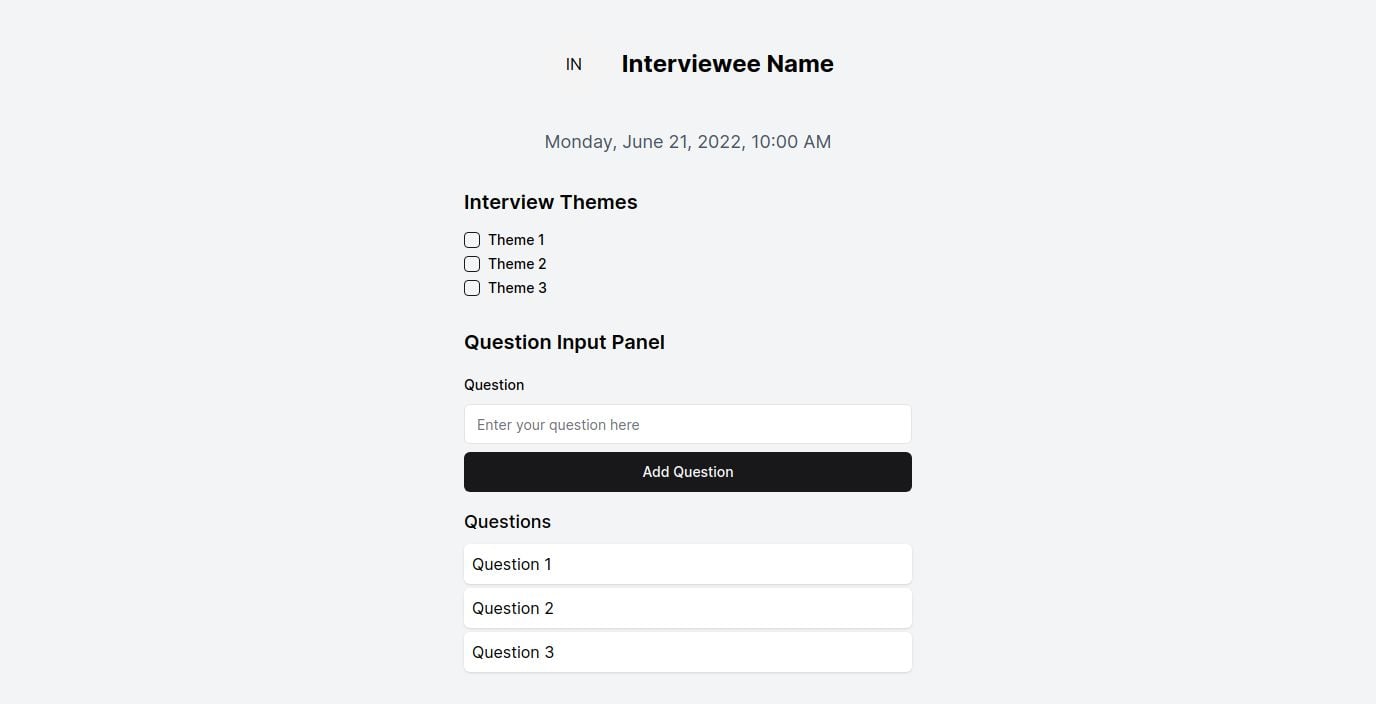 IN
Interviewee Name
Monday, June 21, 2022, 10:00 AM
Interview Themes
Theme 1
Theme 2
Theme 3
Question Input Panel
Question
Enter your question here
Add Question
Questions
Question 1
Question 2
Question 3